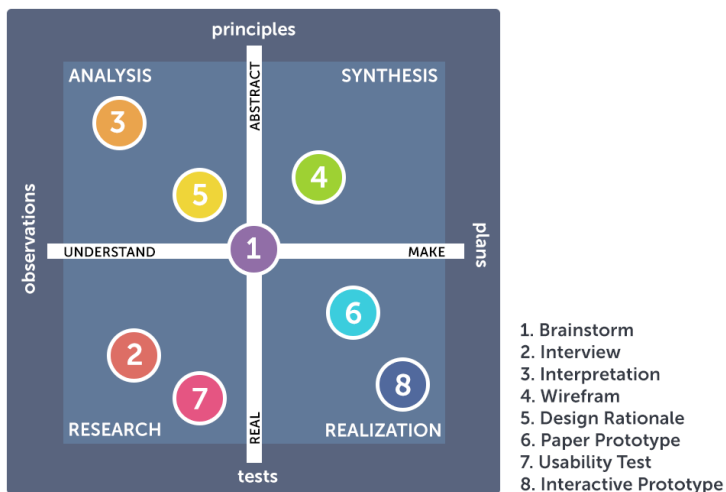 principles
ANALYSIS
SYNTHESIS
ABSTRACT
3
4
5
observations
UNDERSTAND
1
MAKE
plans
6
2
7
8
RESEARCH
REAL
REALIZATION
tests
1. Brainstorm
2. Interview
3. Interpretation
4. Wirefram
5. Design Rationale
6. Paper Prototype
7. Usability Test
8. Interactive Prototype